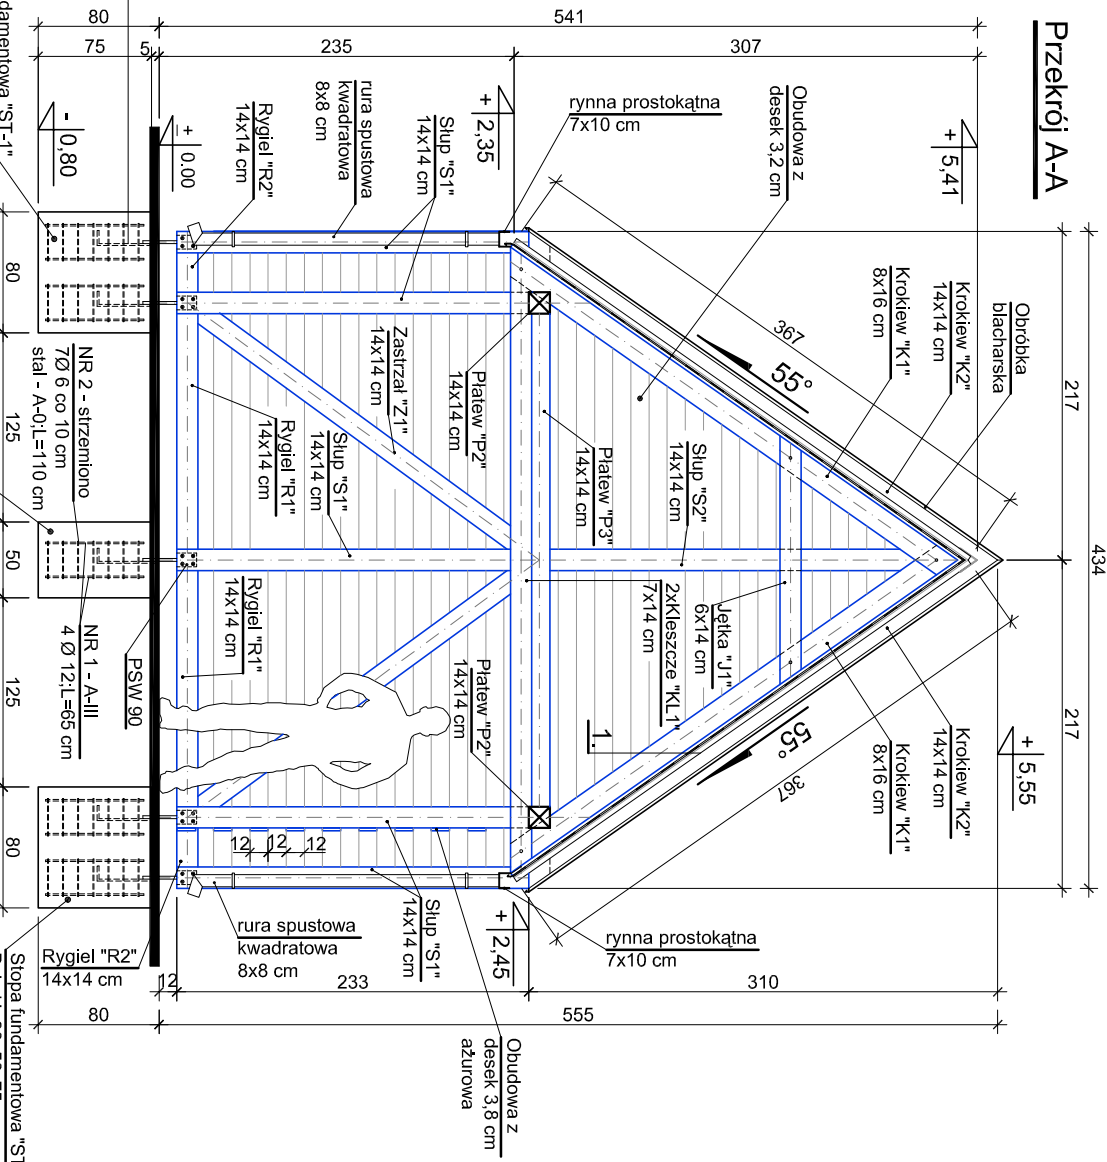 Przekrój A-A
80
541
75
5
235
307
+ 5,41
+ 2,35
± 0.00
- 0,80
+ 5,55
+ 2,45
rynna prostokątna
7x10 cm
Obudowa z
desek 3,2 cm
rura spustowa
kwadratowa
8x8 cm
Słup "S1"
14x14 cm
Rygiel "R2"
14x14 cm
Obróbka
blacharska
Krokiew "K2"
14x14 cm
Krokiew "K1"
8x16 cm
367
55°
217
434
217
Zastrzał "Z1"
14x14 cm
Płatew "P2"
14x14 cm
Płatew "P3"
14x14 cm
Słup "S2"
14x14 cm
Słup "S1"
14x14 cm
Rygiel "R1"
14x14 cm
Rygiel "R1"
14x14 cm
Jętka "J1"
6x14 cm
2xKleszcze "KL1"
7x14 cm
Płatew "P2"
14x14 cm
1.
55°
367
Krokiew "K2"
14x14 cm
Krokiew "K1"
8x16 cm
80
125
50
125
80
NR 2 - strzemiono
7Ø 6 co 10 cm
stal - A-0;L=110 cm
NR 1 - A-III
4 Ø 12;L=65 cm
PSW 90
12
12
12
rura spustowa
kwadratowa
8x8 cm
Słup "S1"
14x14 cm
rynna prostokątna
7x10 cm
Rygiel "R2"
14x14 cm
12
233
310
80
555
Obudowa z
desek 3,8 cm
ażurowa
"ST-1"
Stopa fundamentowa